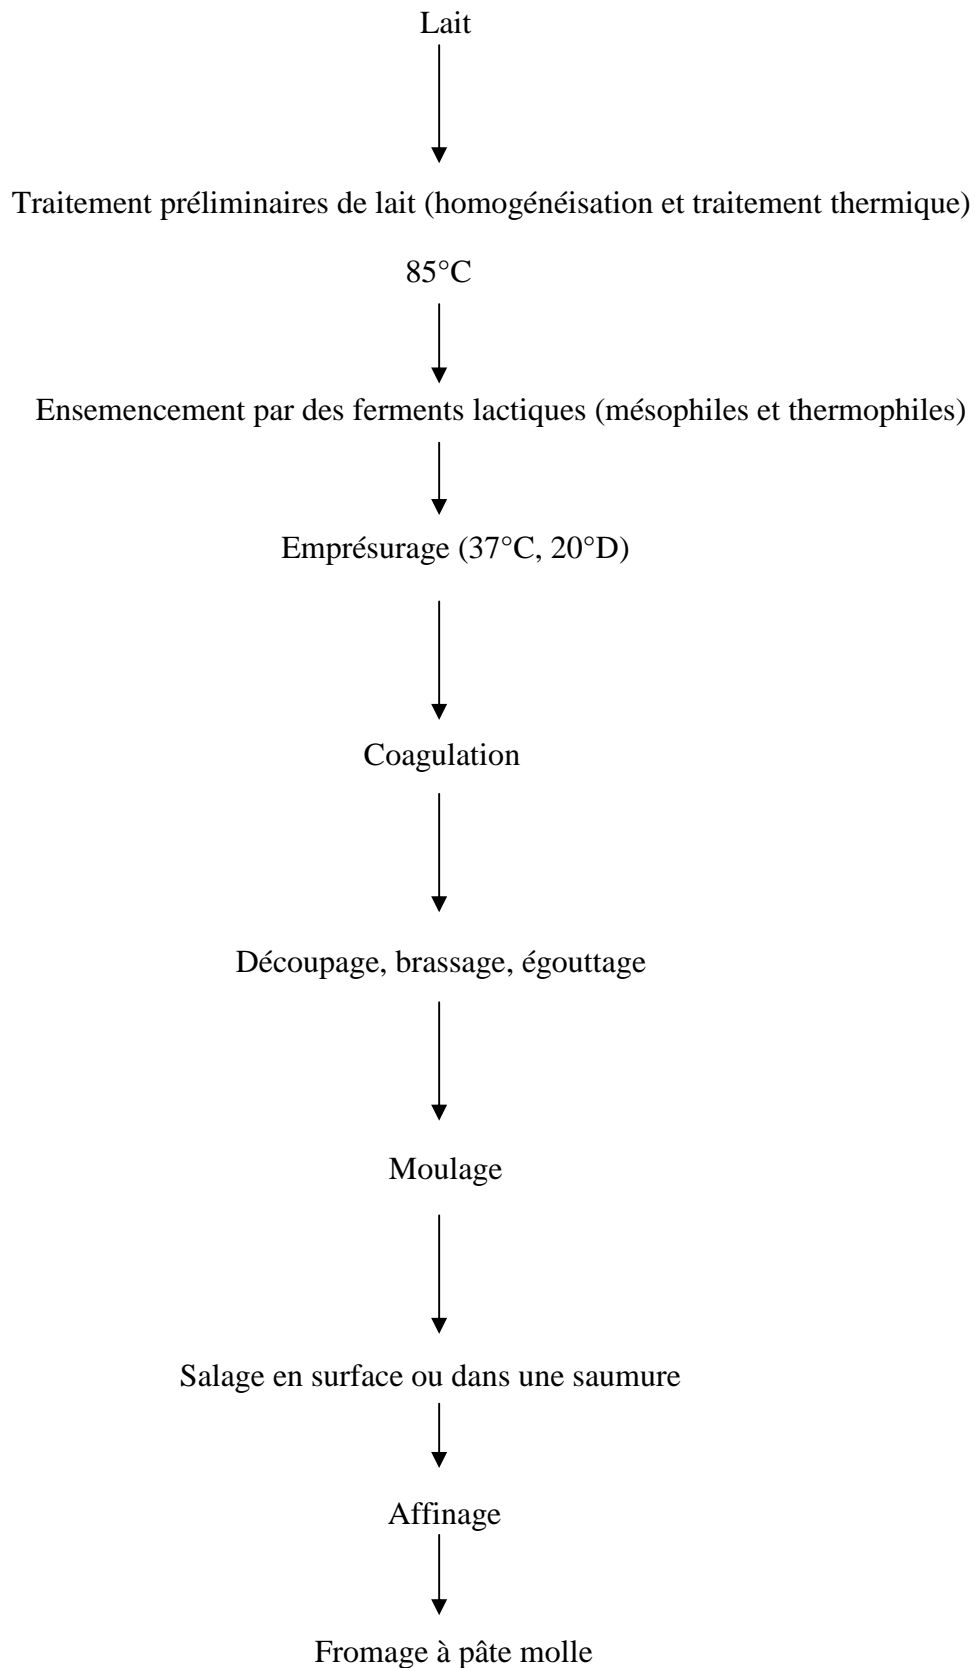 Lait
Traitement préliminaires de lait (homogénéisation et traitement thermique)
85°C
Ensemencement par des ferments lactiques (mésophiles et thermophiles)
Emprésurage (37°C, 20°D)
Coagulation
Découpage, brassage, égouttage
Moulage
Salage en surface ou dans une saumure
Affinage
Fromage à pâte molle